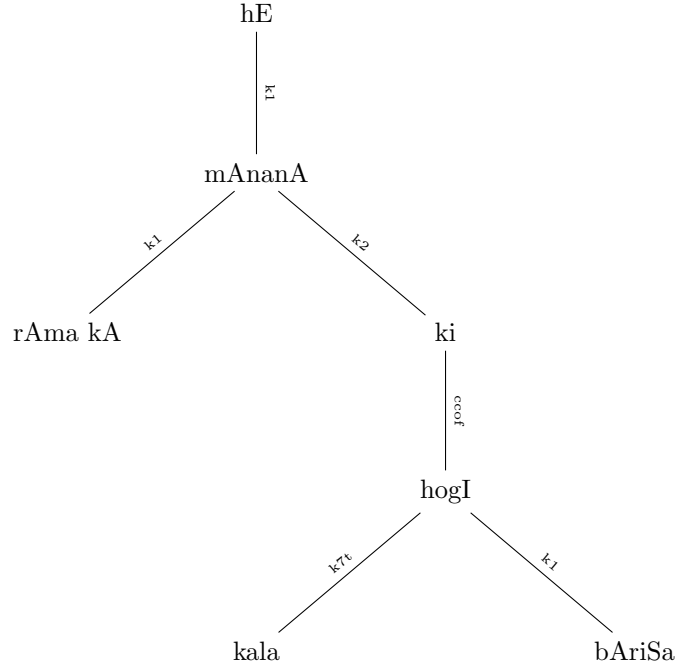 hE
k1
mAnanA
k1
k2
rAma kA
ki
ccof
hogI
k7t
k1
kala
bAriSa